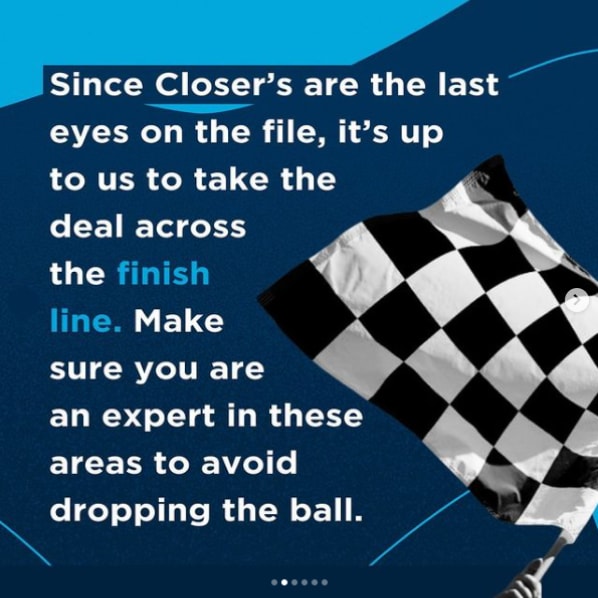 Since Closer's are the last
eyes on the file, it's up
to us to take the
deal across
the finish
line. Make
sure you are
an expert in these
areas to avoid
dropping the ball.